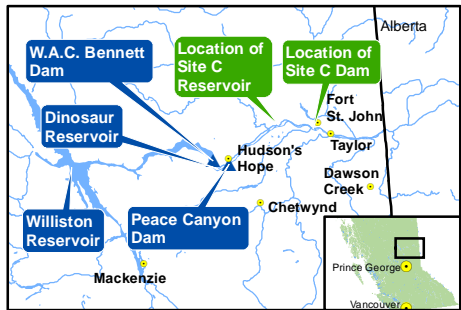 Alberta
W.A.C. Bennett
Dam
Location of
Site C
Reservoir
Location of
Site C Dam
Dinosaur
Reservoir
Fort
St. John
Taylor
Hudson's
Hope
Dawson
Creek
Williston
Reservoir
Peace Canyon
Dam
Chetwynd
Mackenzie
Prince George
Vancouver